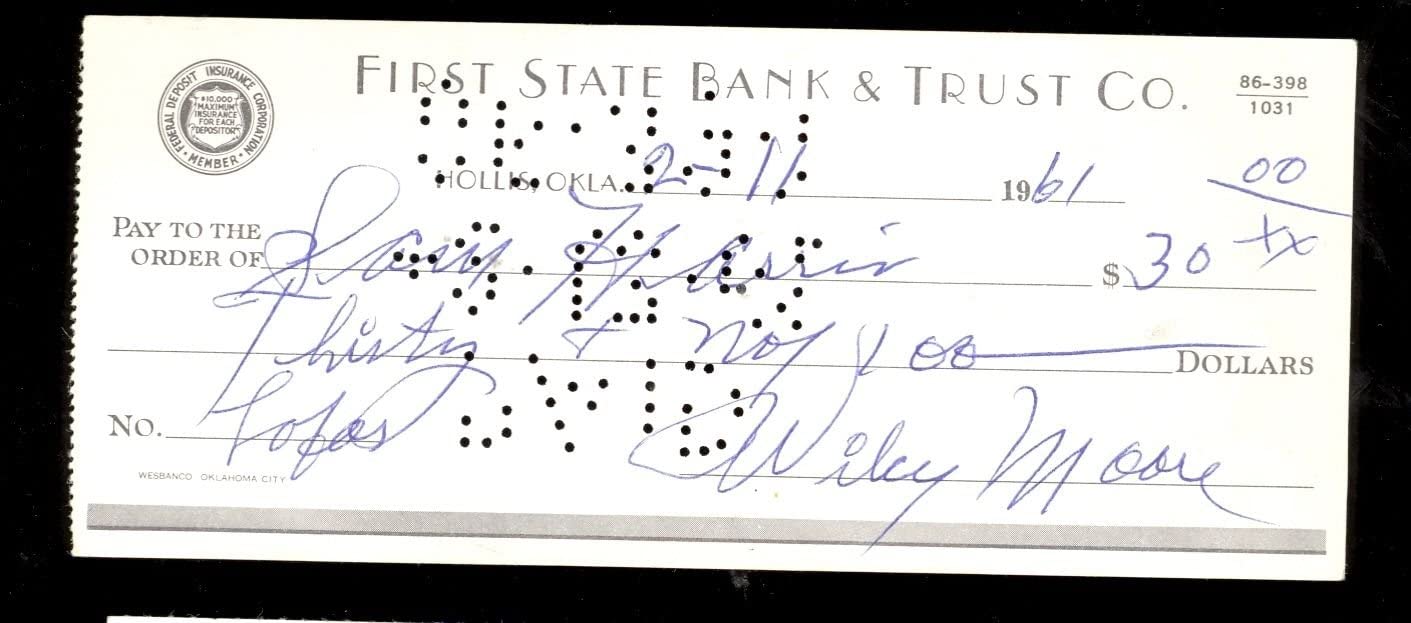 FIRST STATE BANK & TRUST CO.
86-398
1031
FEDERAL DEPOSIT INSURANCE CORPORATION
$10,000
MAXIMUM
INSURANCE
FOR EACH
DEPOSITOR
• MEMBER •
HOLLIS, OKLA. 2-11 1961
PAY TO THE
ORDER OF Harris $ 30 00/xx
Thirty + no/xoo DOLLARS
NO.
Wiley Moore
WESBANCO OKLAHOMA CITY